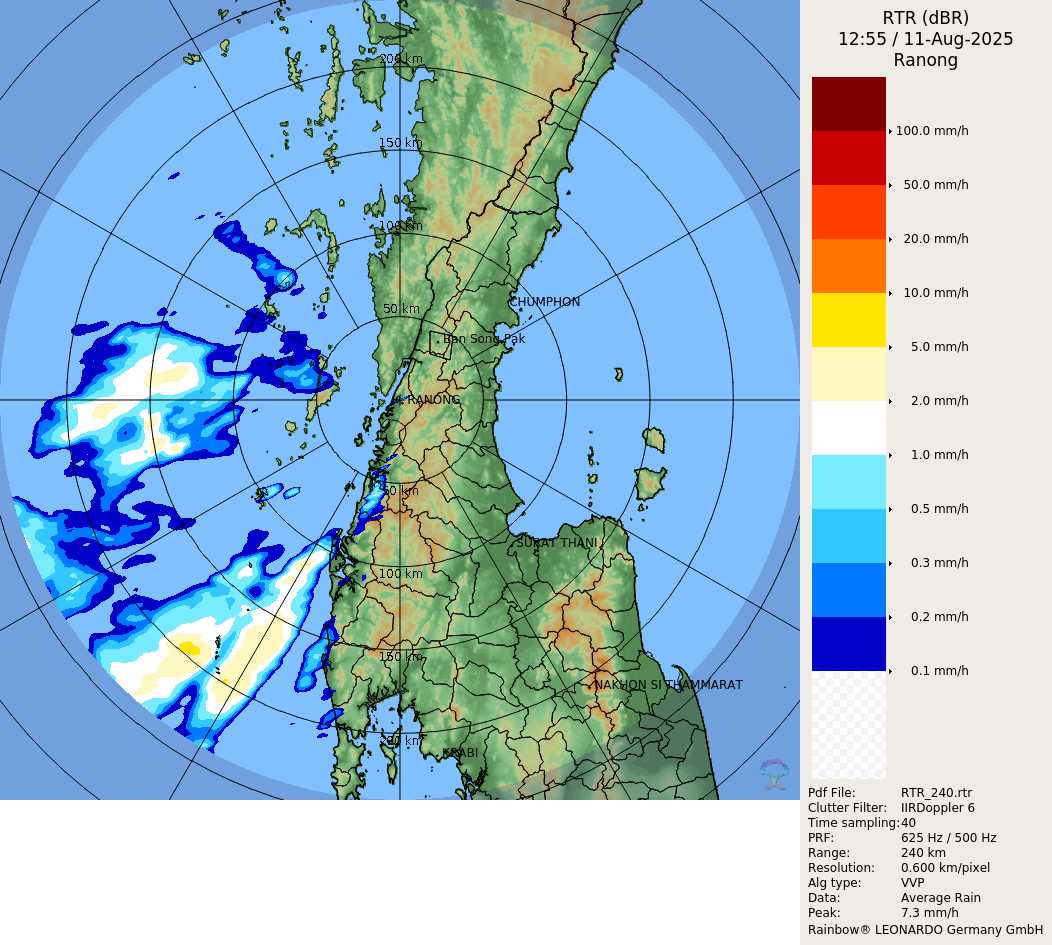 RTR (dBR)
12:55 / 11-Aug-2025
Ranong
200 km
150 km
100 km
50 km
CHUMPHON
Ban Song Pak
RANONG
50 km
SURAT THANI
100 km
150 km
NAKHON SI THAMMARAT
200 km
KRABI
100.0 mm/h
50.0 mm/h
20.0 mm/h
10.0 mm/h
5.0 mm/h
2.0 mm/h
1.0 mm/h
0.5 mm/h
0.3 mm/h
0.2 mm/h
0.1 mm/h
Pdf File: RTR_240.rtr
Clutter Filter: IIRDoppler 6
Time sampling:40
PRF: 625 Hz / 500 Hz
Range: 240 km
Resolution: 0.600 km/pixel
Alg type: VVP
Data: Average Rain
Peak: 7.3 mm/h
Rainbow® LEONARDO Germany GmbH